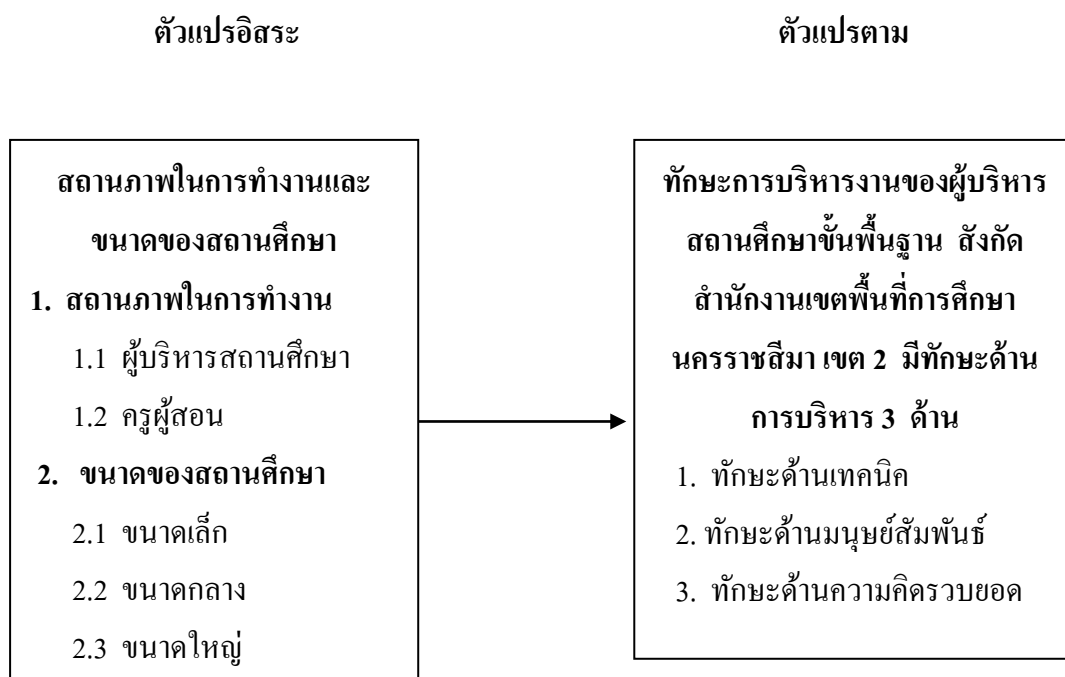 ตัวแปรอิสระ
ตัวแปรตาม
สถานภาพในการทำงานและ
ขนาดของสถานศึกษา
1. สถานภาพในการทำงาน
1.1 ผู้บริหารสถานศึกษา
1.2 ครูผู้สอน
2. ขนาดของสถานศึกษา
2.1 ขนาดเล็ก
2.2 ขนาดกลาง
2.3 ขนาดใหญ่
ทักษะการบริหารงานของผู้บริหาร
สถานศึกษาขั้นพื้นฐาน สังกัด
สำนักงานเขตพื้นที่การศึกษา
นครราชสีมา เขต 2 มีทักษะด้าน
การบริหาร 3 ด้าน
1. ทักษะด้านเทคนิค
2. ทักษะด้านมนุษย์สัมพันธ์
3. ทักษะด้านความคิดรวบยอด